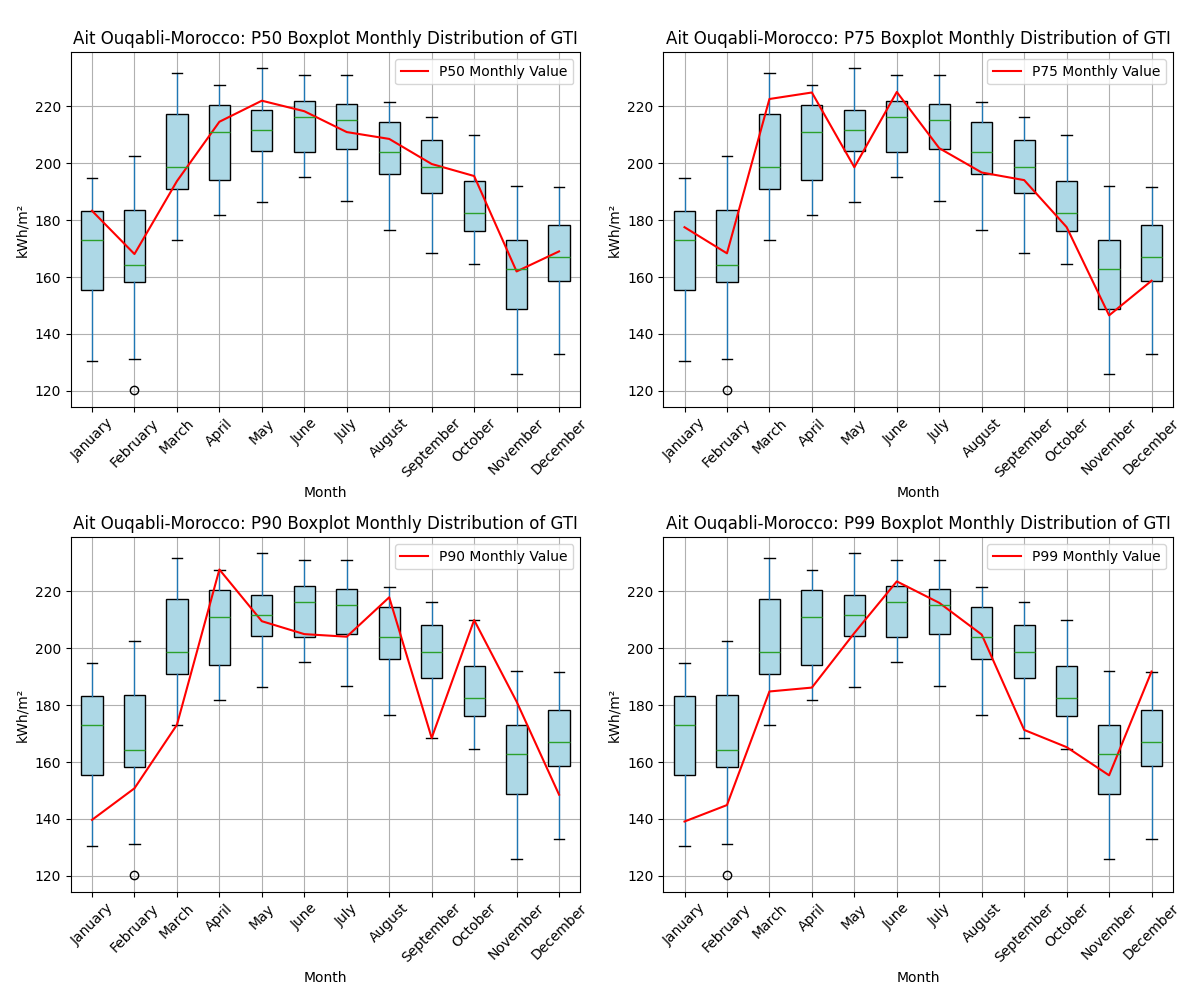 Ait Ouqabli-Morocco: P50 Boxplot Monthly Distribution of GTI
P50 Monthly Value
kWh/m²
220
200
180
160
140
120
January
February
March
April
May
June
July
August
September
October
November
December
Month
Ait Ouqabli-Morocco: P75 Boxplot Monthly Distribution of GTI
P75 Monthly Value
kWh/m²
220
200
180
160
140
120
January
February
March
April
May
June
July
August
September
October
November
December
Month
Ait Ouqabli-Morocco: P90 Boxplot Monthly Distribution of GTI
P90 Monthly Value
kWh/m²
220
200
180
160
140
120
January
February
March
April
May
June
July
August
September
October
November
December
Month
Ait Ouqabli-Morocco: P99 Boxplot Monthly Distribution of GTI
P99 Monthly Value
kWh/m²
220
200
180
160
140
120
January
February
March
April
May
June
July
August
September
October
November
December
Month